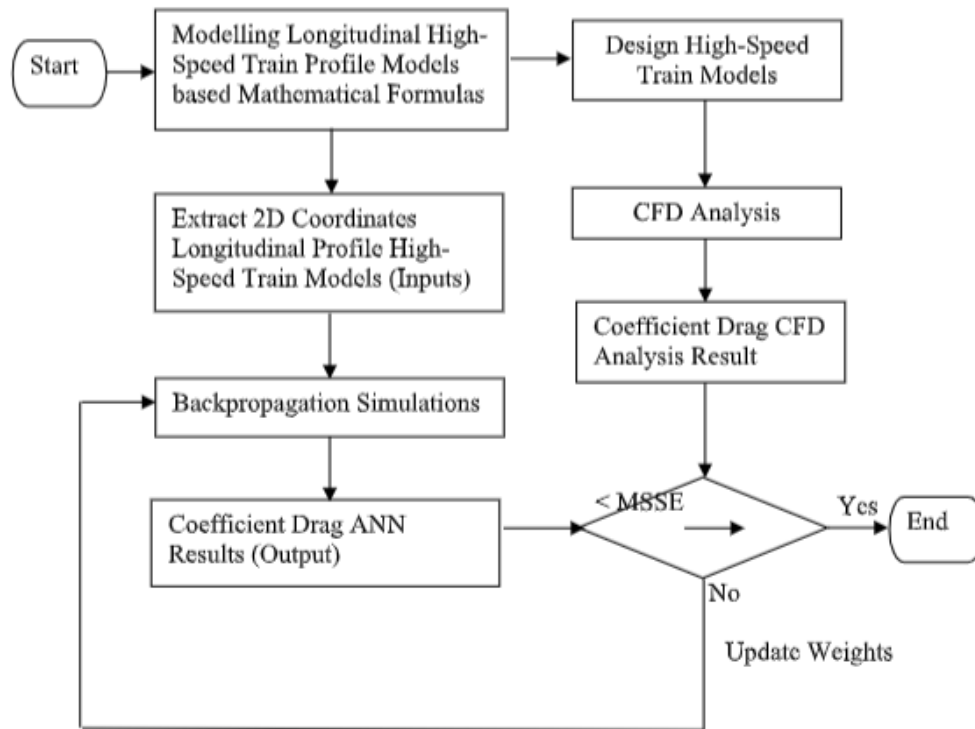 Start
Modelling Longitudinal High-
Speed Train Profile Models
based Mathematical Formulas
Design High-Speed
Train Models
Extract 2D Coordinates
Longitudinal Profile High-
Speed Train Models (Inputs)
CFD Analysis
Coefficient Drag CFD
Analysis Result
Backpropagation Simulations
Coefficient Drag ANN
Results (Output)
< MSSE
Yes
End
No
Update Weights